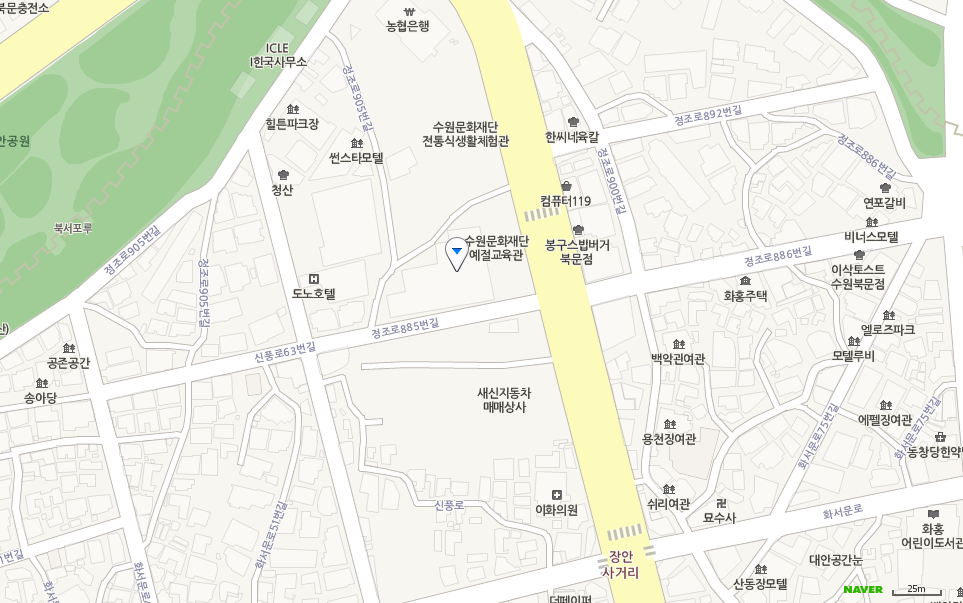 북문충전소
농협은행
ICLE
I한국사무소
정조로905번길
힐튼파크장
수원문화재단
전통식생활체험관
한씨네육칼
정조로892번길
안공원
썬스타모텔
정조로900번길
정조로886번길
청산
컴퓨터119
연포갈비
북서포루
정조로905번길
수원문화재단
예절교육관
봉구스밥버거
북문점
비너스모텔
정조로886번길
이삭토스트
수원북문점
정조로905번길
도노호텔
화홍주택
산)
정조로885번길
엘로즈파크
신풍로63번길
백악관여관
모텔루비
공존공간
송아당
새신지동차
매매상사
에펠장여관
화서문로75번길
화서문로75번길
용천장여관
동창당한약방
신풍로
이화의원
쉬리여관
묘수사
화서문로
화서문로51번길
화홍
어린이도서관
1번길
장안
사거리
대안공간눈
산동장모텔
NAVER
25m
더페이퍼